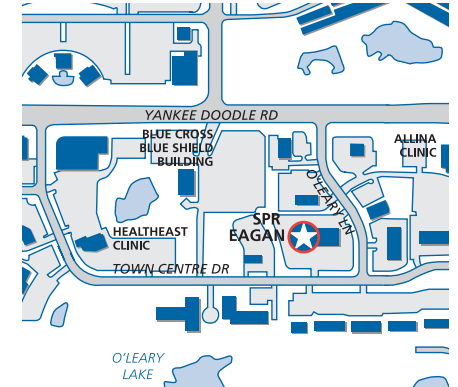 YANKEE DOODLE RD
BLUE CROSS
BLUE SHIELD
BUILDING
ALLINA
CLINIC
O'LEARY LN
SPR
EAGAN
HEALTHEAST
CLINIC
TOWN CENTRE DR
O'LEARY
LAKE